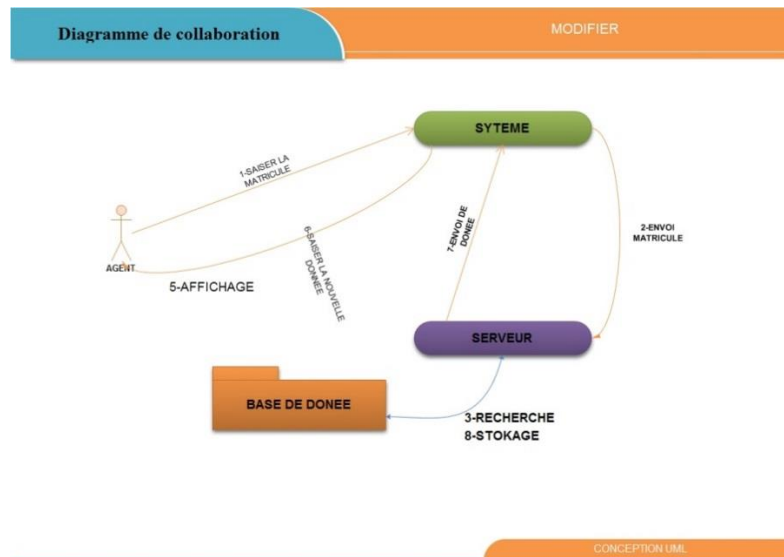 Diagramme de collaboration
MODIFIER
SYTEME
1-SAISER LA
MATRICULE
7-ENVOI DE
DONEE
2-ENVOI
MATRICULE
AGENT
6-SAISER LA NOUVELLE
DONNEE
5-AFFICHAGE
SERVEUR
BASE DE DONEE
3-RECHERCHE
8-STOKAGE
CONCEPTION UML